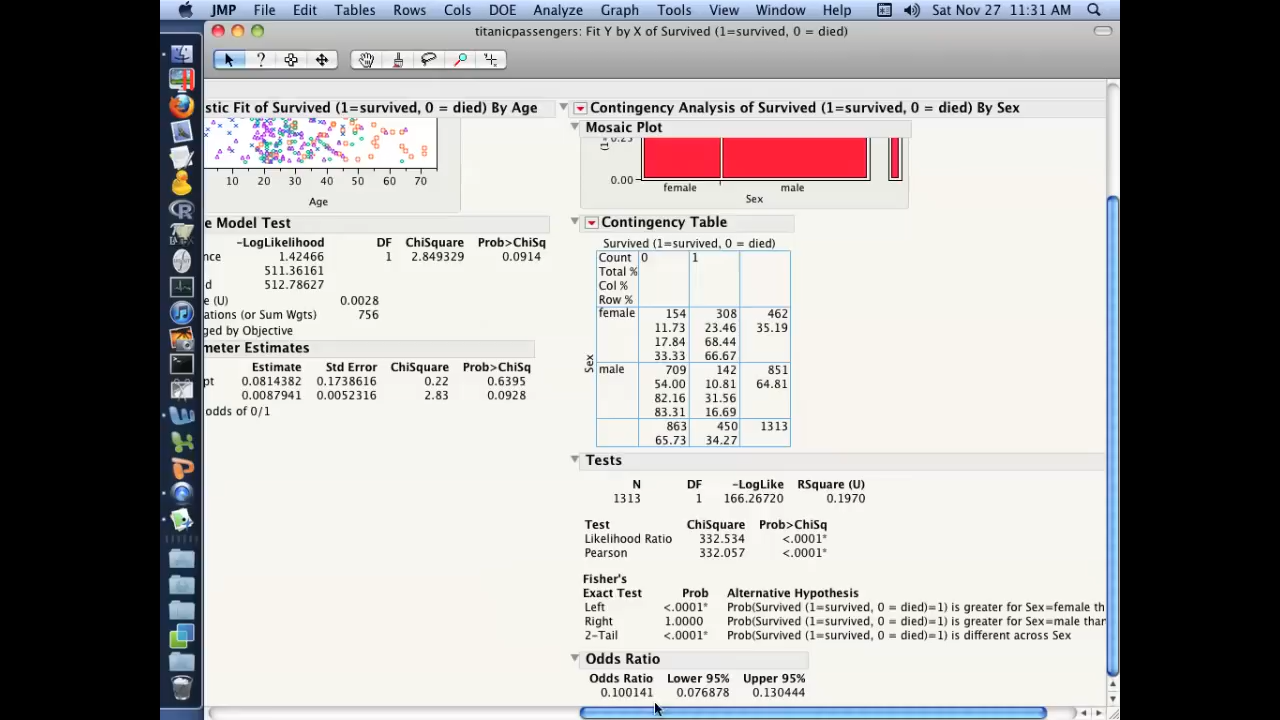 JMP File Edit Tables Rows Cols DOE Analyze Graph Tools View Window Help Sat Nov 27 11:31 AM
titanicpassengers: Fit Y by X of Survived (1=survived, 0 = died)
stic Fit of Survived (1=survived, 0 = died) By Age
10 20 30 40 50 60 70
Age
e Model Test
-LogLikelihood DF ChiSquare Prob>ChiSq
nce 1.42466 1 2.849329 0.0914
511.36161
d 512.78627
e (U) 0.0028
ations (or Sum Wgts) 756
ged by Objective
meter Estimates
Estimate Std Error ChiSquare Prob>ChiSq
pt 0.0814382 0.1738616 0.22 0.6395
0.0087941 0.0052316 2.83 0.0928
odds of 0/1
Contingency Analysis of Survived (1=survived, 0 = died) By Sex
Mosaic Plot
(1= 0.25
0.00
female male
Sex
Contingency Table
Survived (1=survived, 0 = died)
Count 0 1
Total %
Col %
Row %
Sex
female 154 308 462
11.73 23.46 35.19
17.84 68.44
33.33 66.67
male 709 142 851
54.00 10.81 64.81
82.16 31.56
83.31 16.69
863 450 1313
65.73 34.27
Tests
N DF -LogLike RSquare (U)
1313 1 166.26720 0.1970
Test ChiSquare Prob>ChiSq
Likelihood Ratio 332.534 <.0001*
Pearson 332.057 <.0001*
Fisher's
Exact Test Prob Alternative Hypothesis
Left <.0001* Prob(Survived (1=survived, 0 = died)=1) is greater for Sex=female th
Right 1.0000 Prob(Survived (1=survived, 0 = died)=1) is greater for Sex=male than
2-Tail <.0001* Prob(Survived (1=survived, 0 = died)=1) is different across Sex
Odds Ratio
Odds Ratio Lower 95% Upper 95%
0.100141 0.076878 0.130444